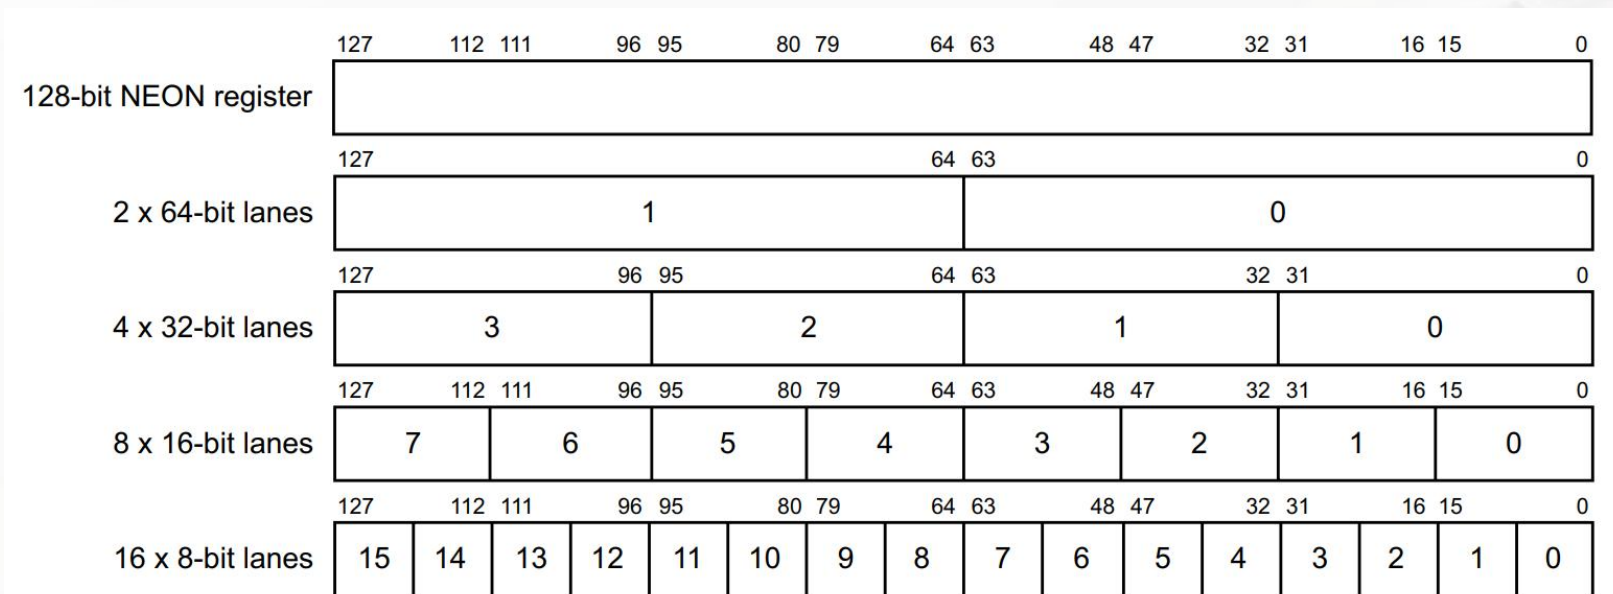 127 112 111 96 95 80 79 64 63 48 47 32 31 16 15 0
128-bit NEON register
127 64 63 0
2 x 64-bit lanes 1 0
127 96 95 64 63 32 31 0
4 x 32-bit lanes 3 2 1 0
127 112 111 96 95 80 79 64 63 48 47 32 31 16 15 0
8 x 16-bit lanes 7 6 5 4 3 2 1 0
127 112 111 96 95 80 79 64 63 48 47 32 31 16 15 0
16 x 8-bit lanes 15 14 13 12 11 10 9 8 7 6 5 4 3 2 1 0